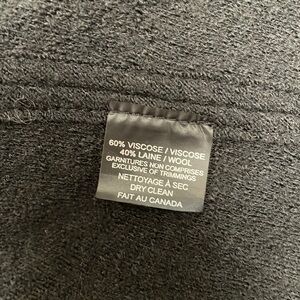 60% VISCOSE / VISCOSE
40% LAINE / WOOL
GARNITURES NON COMPRISES
EXCLUSIVE OF TRIMMINGS
NETTOYAGE À SEC
DRY CLEAN
FAIT AU CANADA